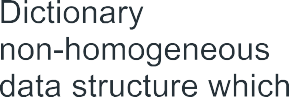 Dictionary
non-homogeneous
data structure which